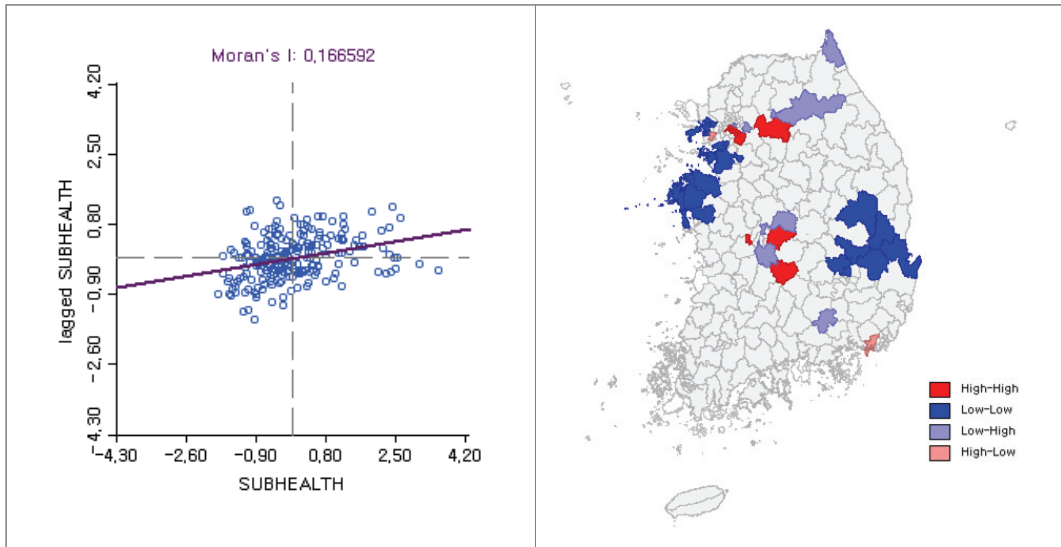 Moran's I: 0,166592
4,20
2,50
0,80
-0,90
-2,60
-4,30
lagged SUBHEALTH
-4,30 -2,60 -0,90 0,80 2,50 4,20
SUBHEALTH
High-High
Low-Low
Low-High
High-Low